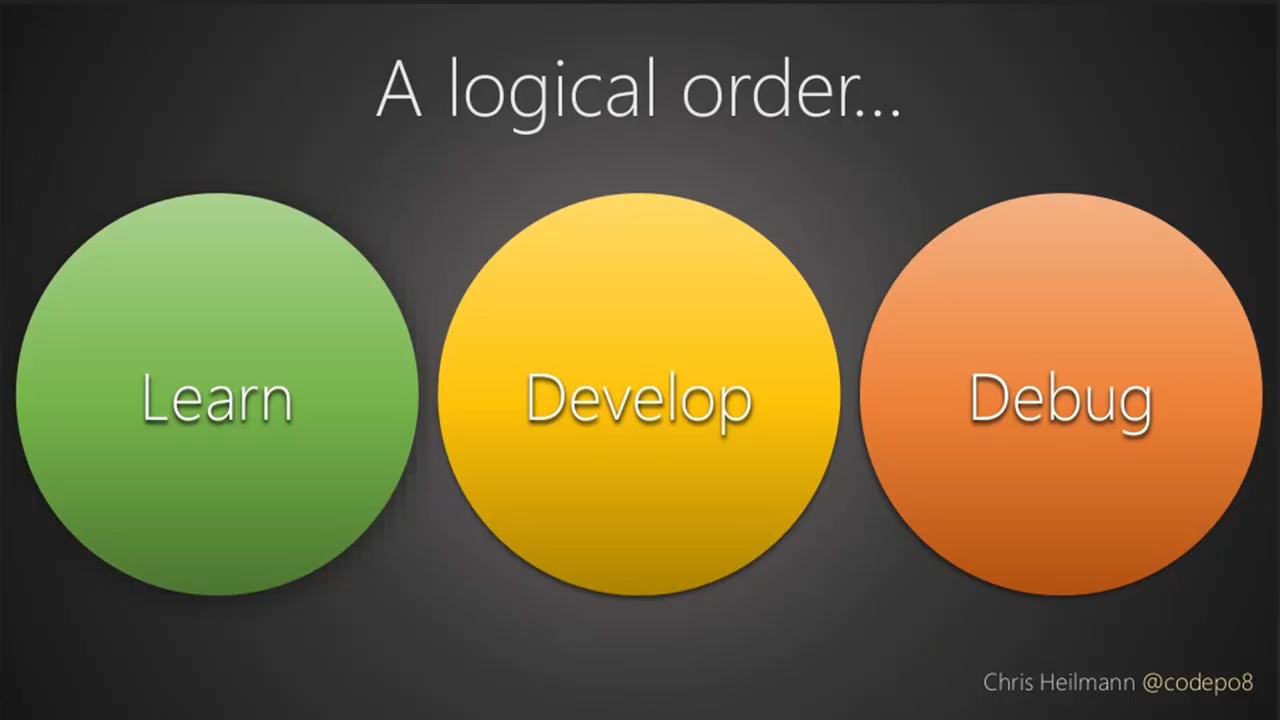 A logical order...
Learn
Develop
Debug
Chris Heilmann @codepo8